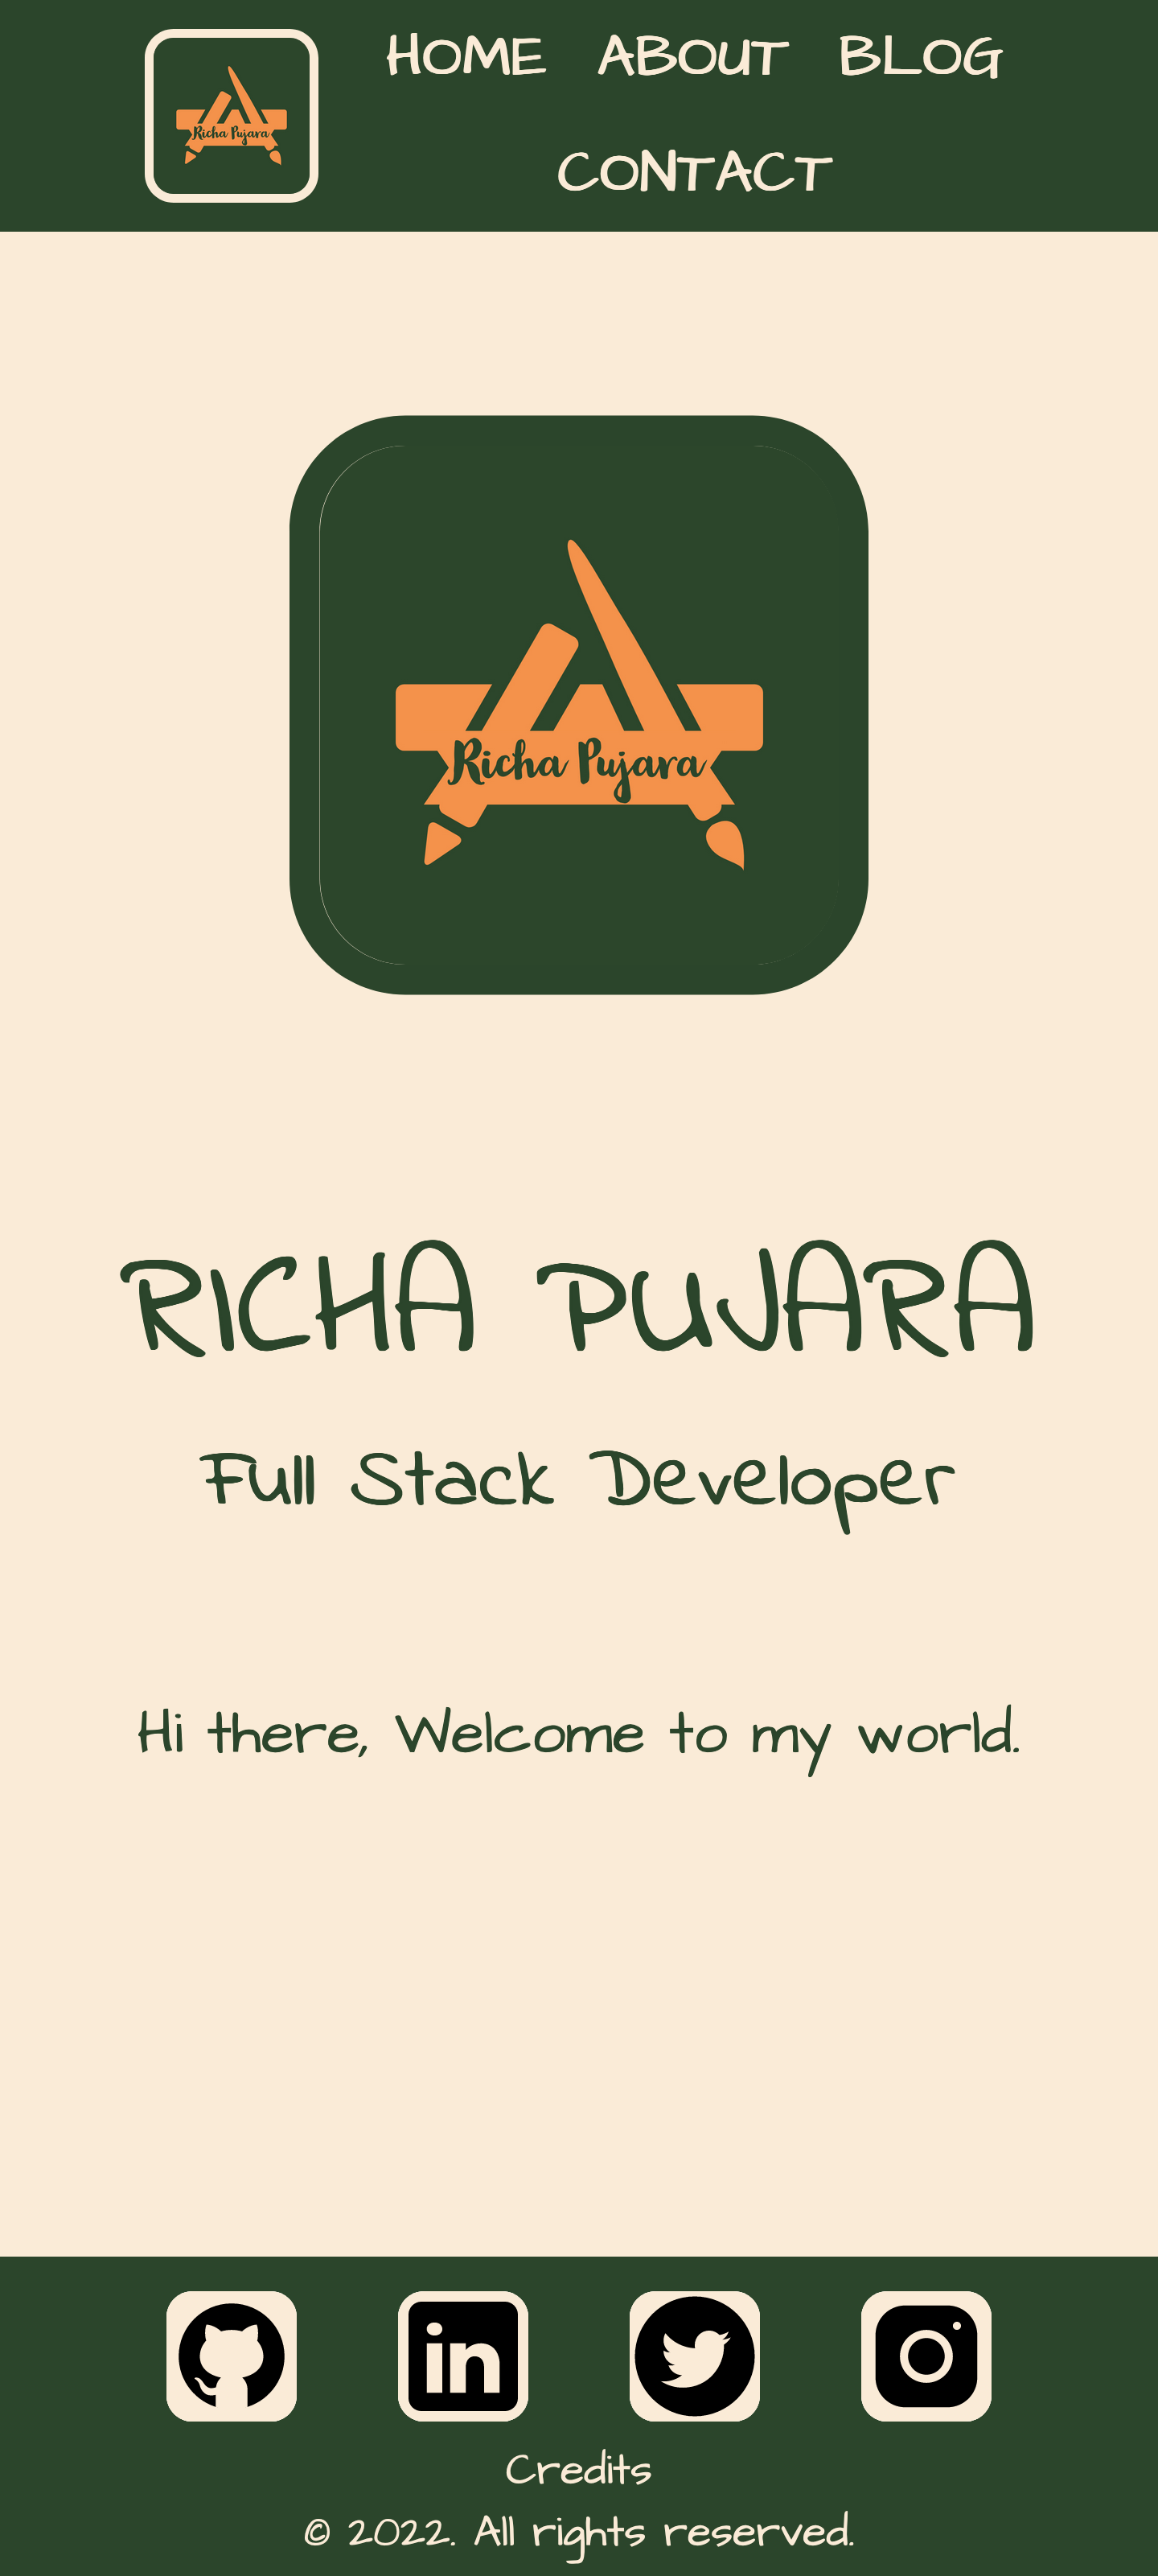 Richa Pujara
HOME ABOUT BLOG
CONTACT
Richa Pujara
RICHA PUJARA
Full Stack Developer
Hi there, Welcome to my world.
in
Credits
© 2022. All rights reserved.